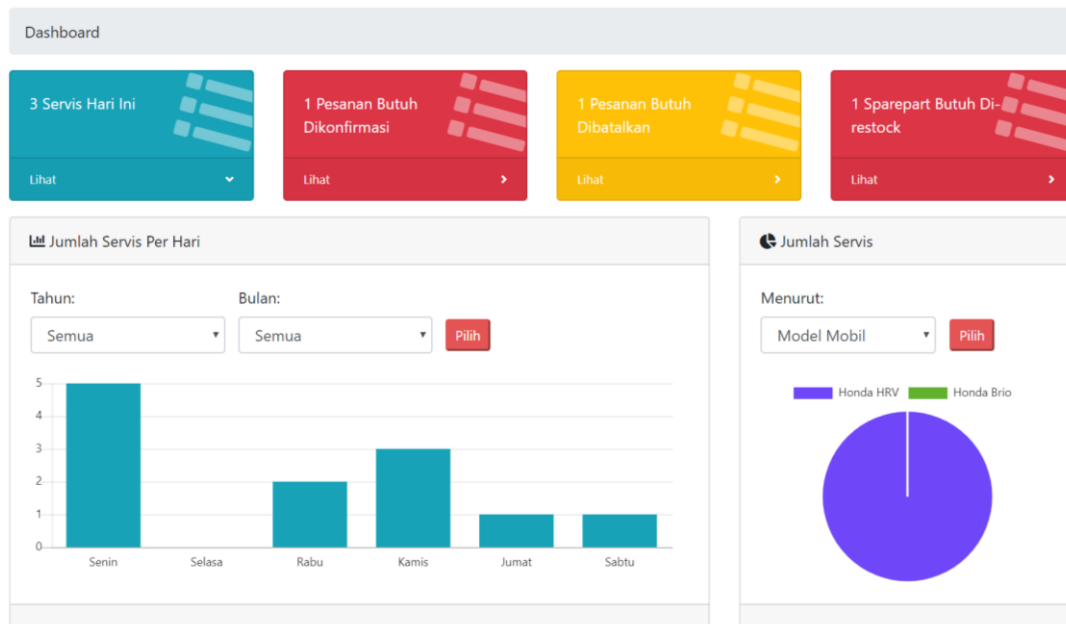 Dashboard
3 Servis Hari Ini
Lihat
1 Pesanan Butuh
Dikonfirmasi
Lihat
1 Pesanan Butuh
Dibatalkan
Lihat
1 Sparepart Butuh Di-
restock
Lihat
Jumlah Servis Per Hari
Tahun:
Bulan:
Semua
Semua
Pilih
5
4
3
2
1
0
Senin
Selasa
Rabu
Kamis
Jumat
Sabtu
Jumlah Servis
Menurut:
Model Mobil
Pilih
Honda HRV
Honda Brio